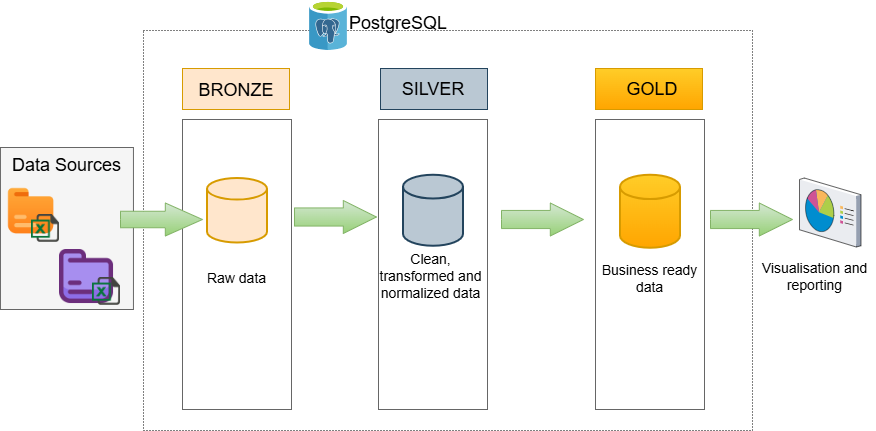 PostgreSQL
BRONZE
SILVER
GOLD
Data Sources
Raw data
Clean,
transformed and
normalized data
Business ready
data
Visualisation and
reporting